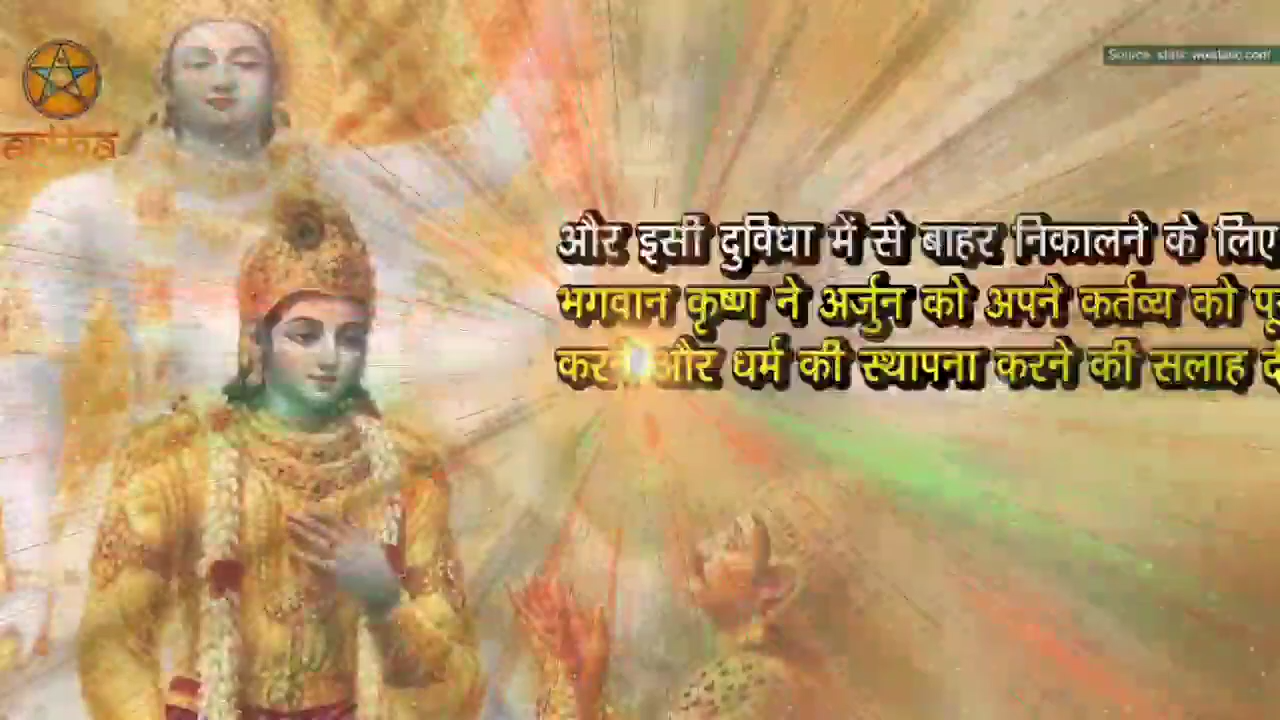 और इसी दुविधा में से बाहर निकालने के लिए
भगवान कृष्ण ने अर्जुन को अपने कर्तव्य को
और धर्म की स्थापना करने की सलाह